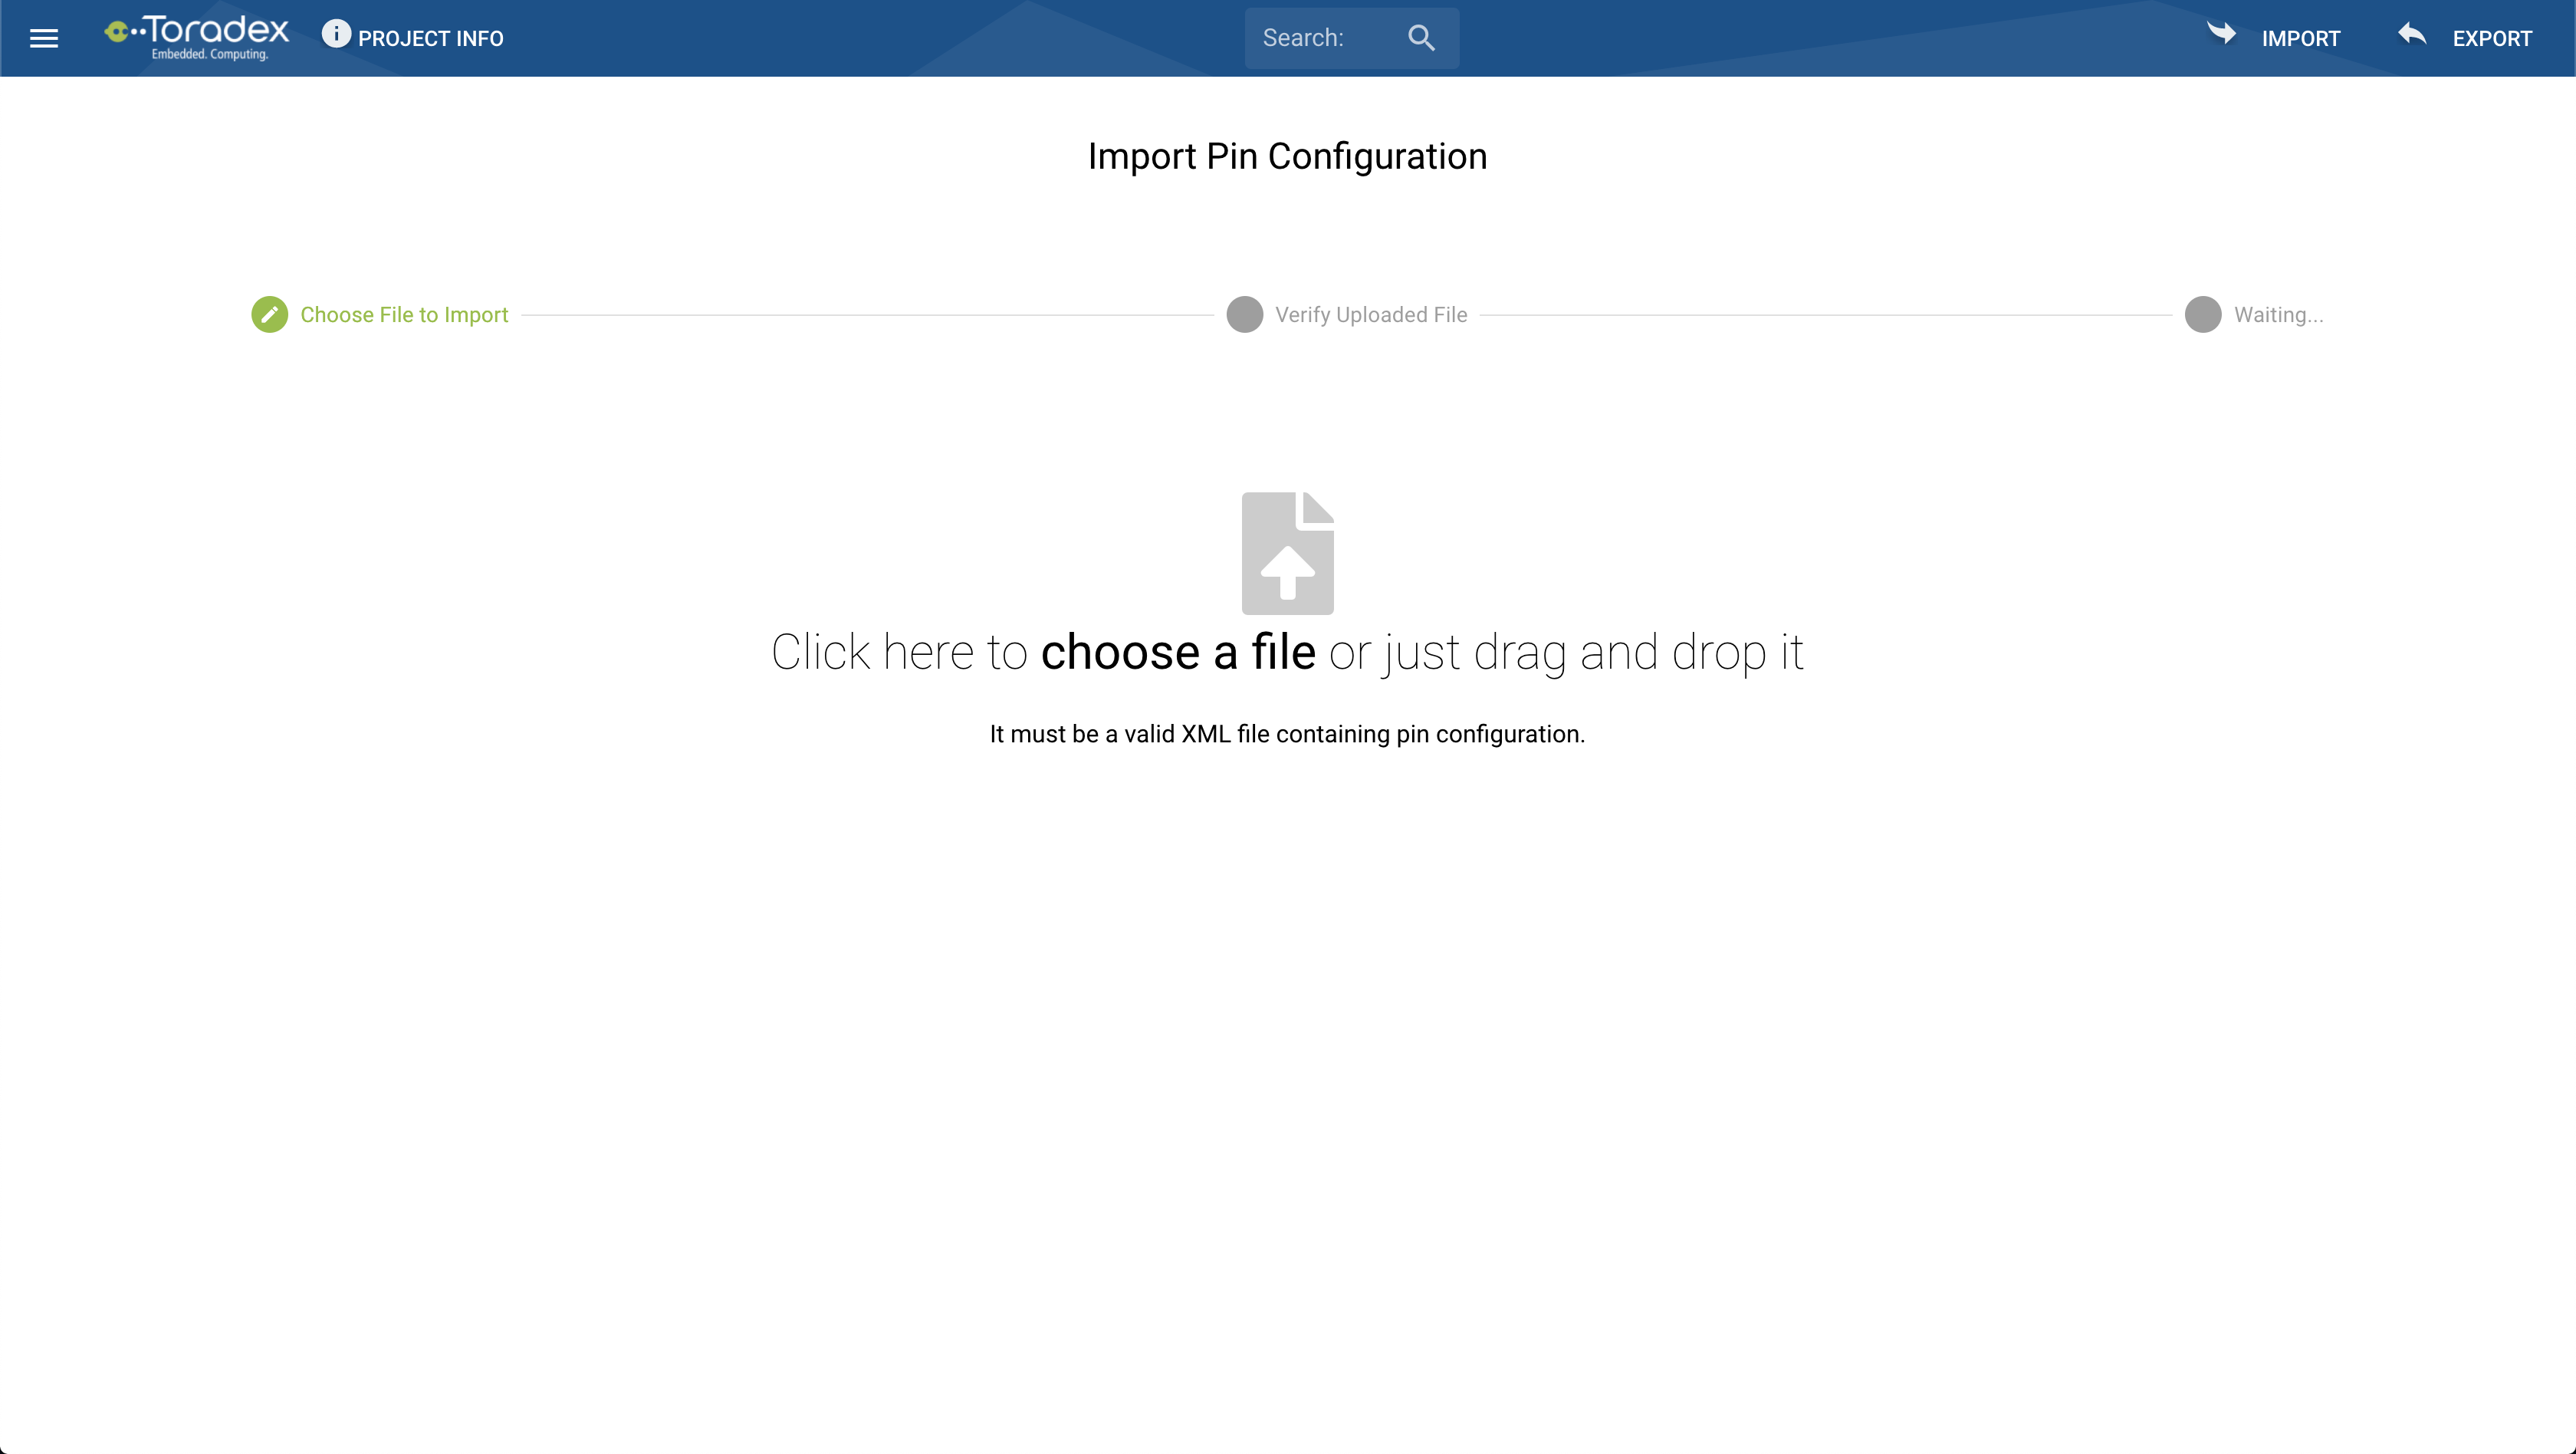 Toradex
Embedded. Computing.
PROJECT INFO
Search:
IMPORT
EXPORT
Import Pin Configuration
Choose File to Import
Verify Uploaded File
Waiting...
Click here to choose a file or just drag and drop it
It must be a valid XML file containing pin configuration.